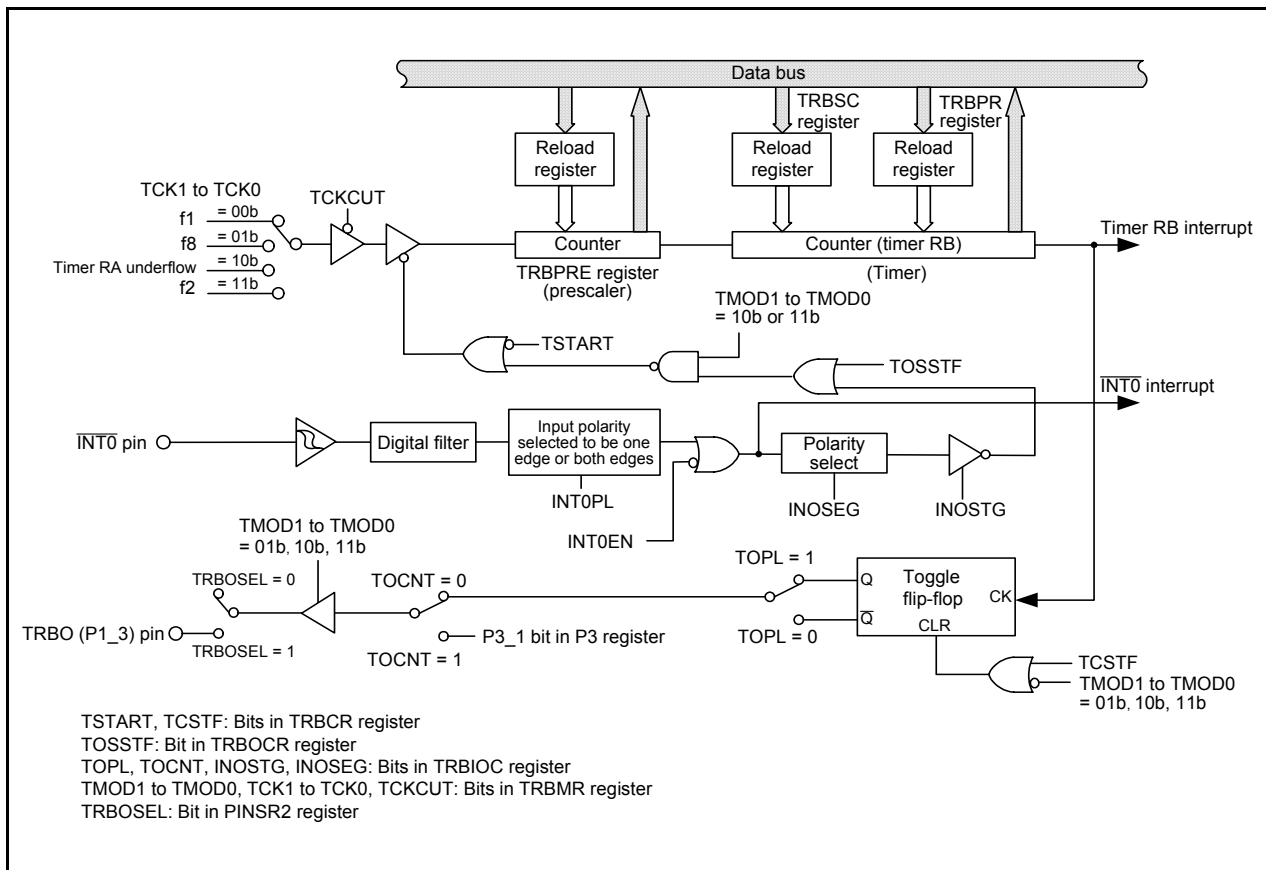 Data bus
TRBSC
register
TRBPR
register
Reload
register
Reload
register
Reload
register
TCK1 to TCK0
TCKCUT
f1
= 00b
f8
= 01b
Timer RA underflow
= 10b
f2
= 11b
Counter
Counter (timer RB)
Timer RB interrupt
TRBPRE register
(prescaler)
(Timer)
TMOD1 to TMOD0
= 10b or 11b
TSTART
TOSSTF
INT0 interrupt
INT0 pin
Digital filter
Input polarity
selected to be one
edge or both edges
Polarity
select
INT0PL
INOSEG
INOSTG
INT0EN
TMOD1 to TMOD0
= 01b, 10b, 11b
TRBOSEL = 0
TOCNT = 0
TOPL = 1
Q
Toggle
flip-flop
CK
Q
CLR
TRBO (P1_3) pin
TRBOSEL = 1
P3_1 bit in P3 register
TOCNT = 1
TOPL = 0
TCSTF
TMOD1 to TMOD0
= 01b, 10b, 11b
TSTART, TCSTF: Bits in TRBCR register
TOSSTF: Bit in TRBOCR register
TOPL, TOCNT, INOSTG, INOSEG: Bits in TRBIOC register
TMOD1 to TMOD0, TCK1 to TCK0, TCKCUT: Bits in TRBMR register
TRBOSEL: Bit in PINSR2 register